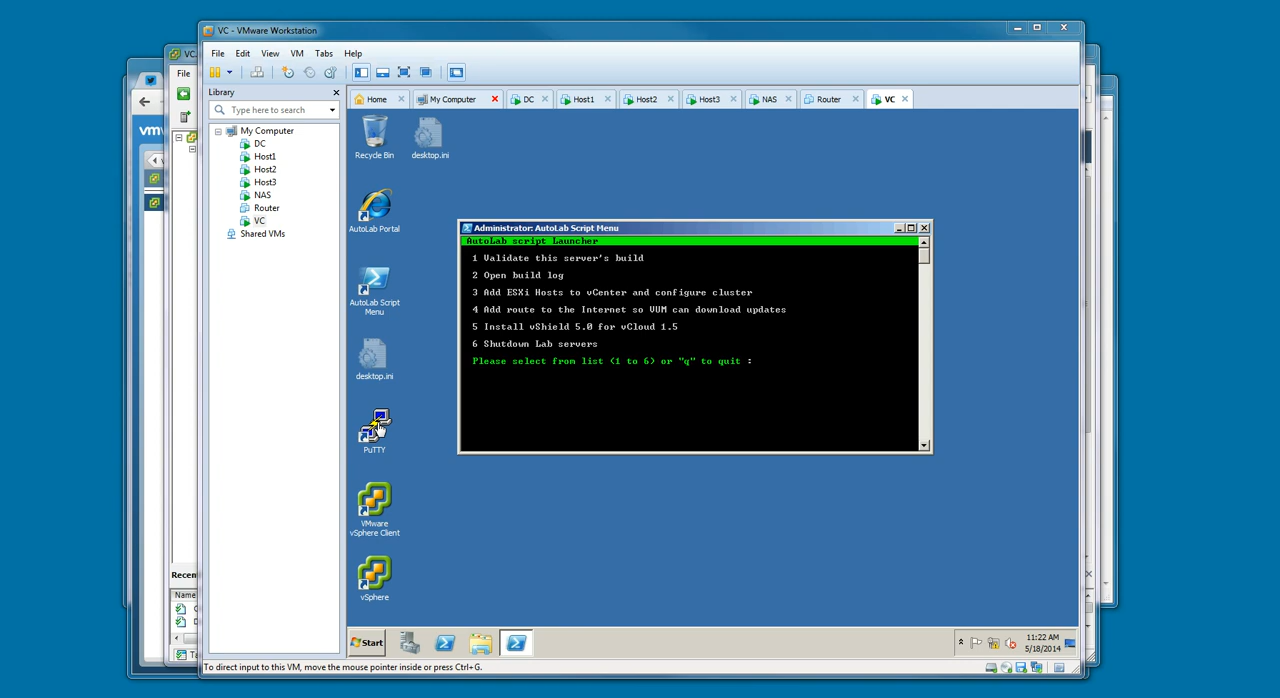 VC - VMware Workstation
VC
File Edit View VM Tabs Help
File
Library
Type here to search
Home
My Computer
DC
Host1
Host2
Host3
NAS
Router
VC
vmw
My Computer
DC
Host1
Host2
Host3
NAS
Router
VC
Shared VMs
Recycle Bin
desktop.ini
AutoLab Portal
AutoLab Script
Menu
desktop.ini
PuTTY
VMware
vSphere Client
vSphere
Administrator: AutoLab Script Menu
AutoLab script Launcher
1 Validate this server's build
2 Open build log
3 Add ESXi Hosts to vCenter and configure cluster
4 Add route to the Internet so VUM can download updates
5 Install vShield 5.0 for vCloud 1.5
6 Shutdown Lab servers
Please select from list (1 to 6) or "q" to quit :
Recen
Name
Start
11:22 AM
5/18/2014
To direct input to this VM, move the mouse pointer inside or press Ctrl+G.